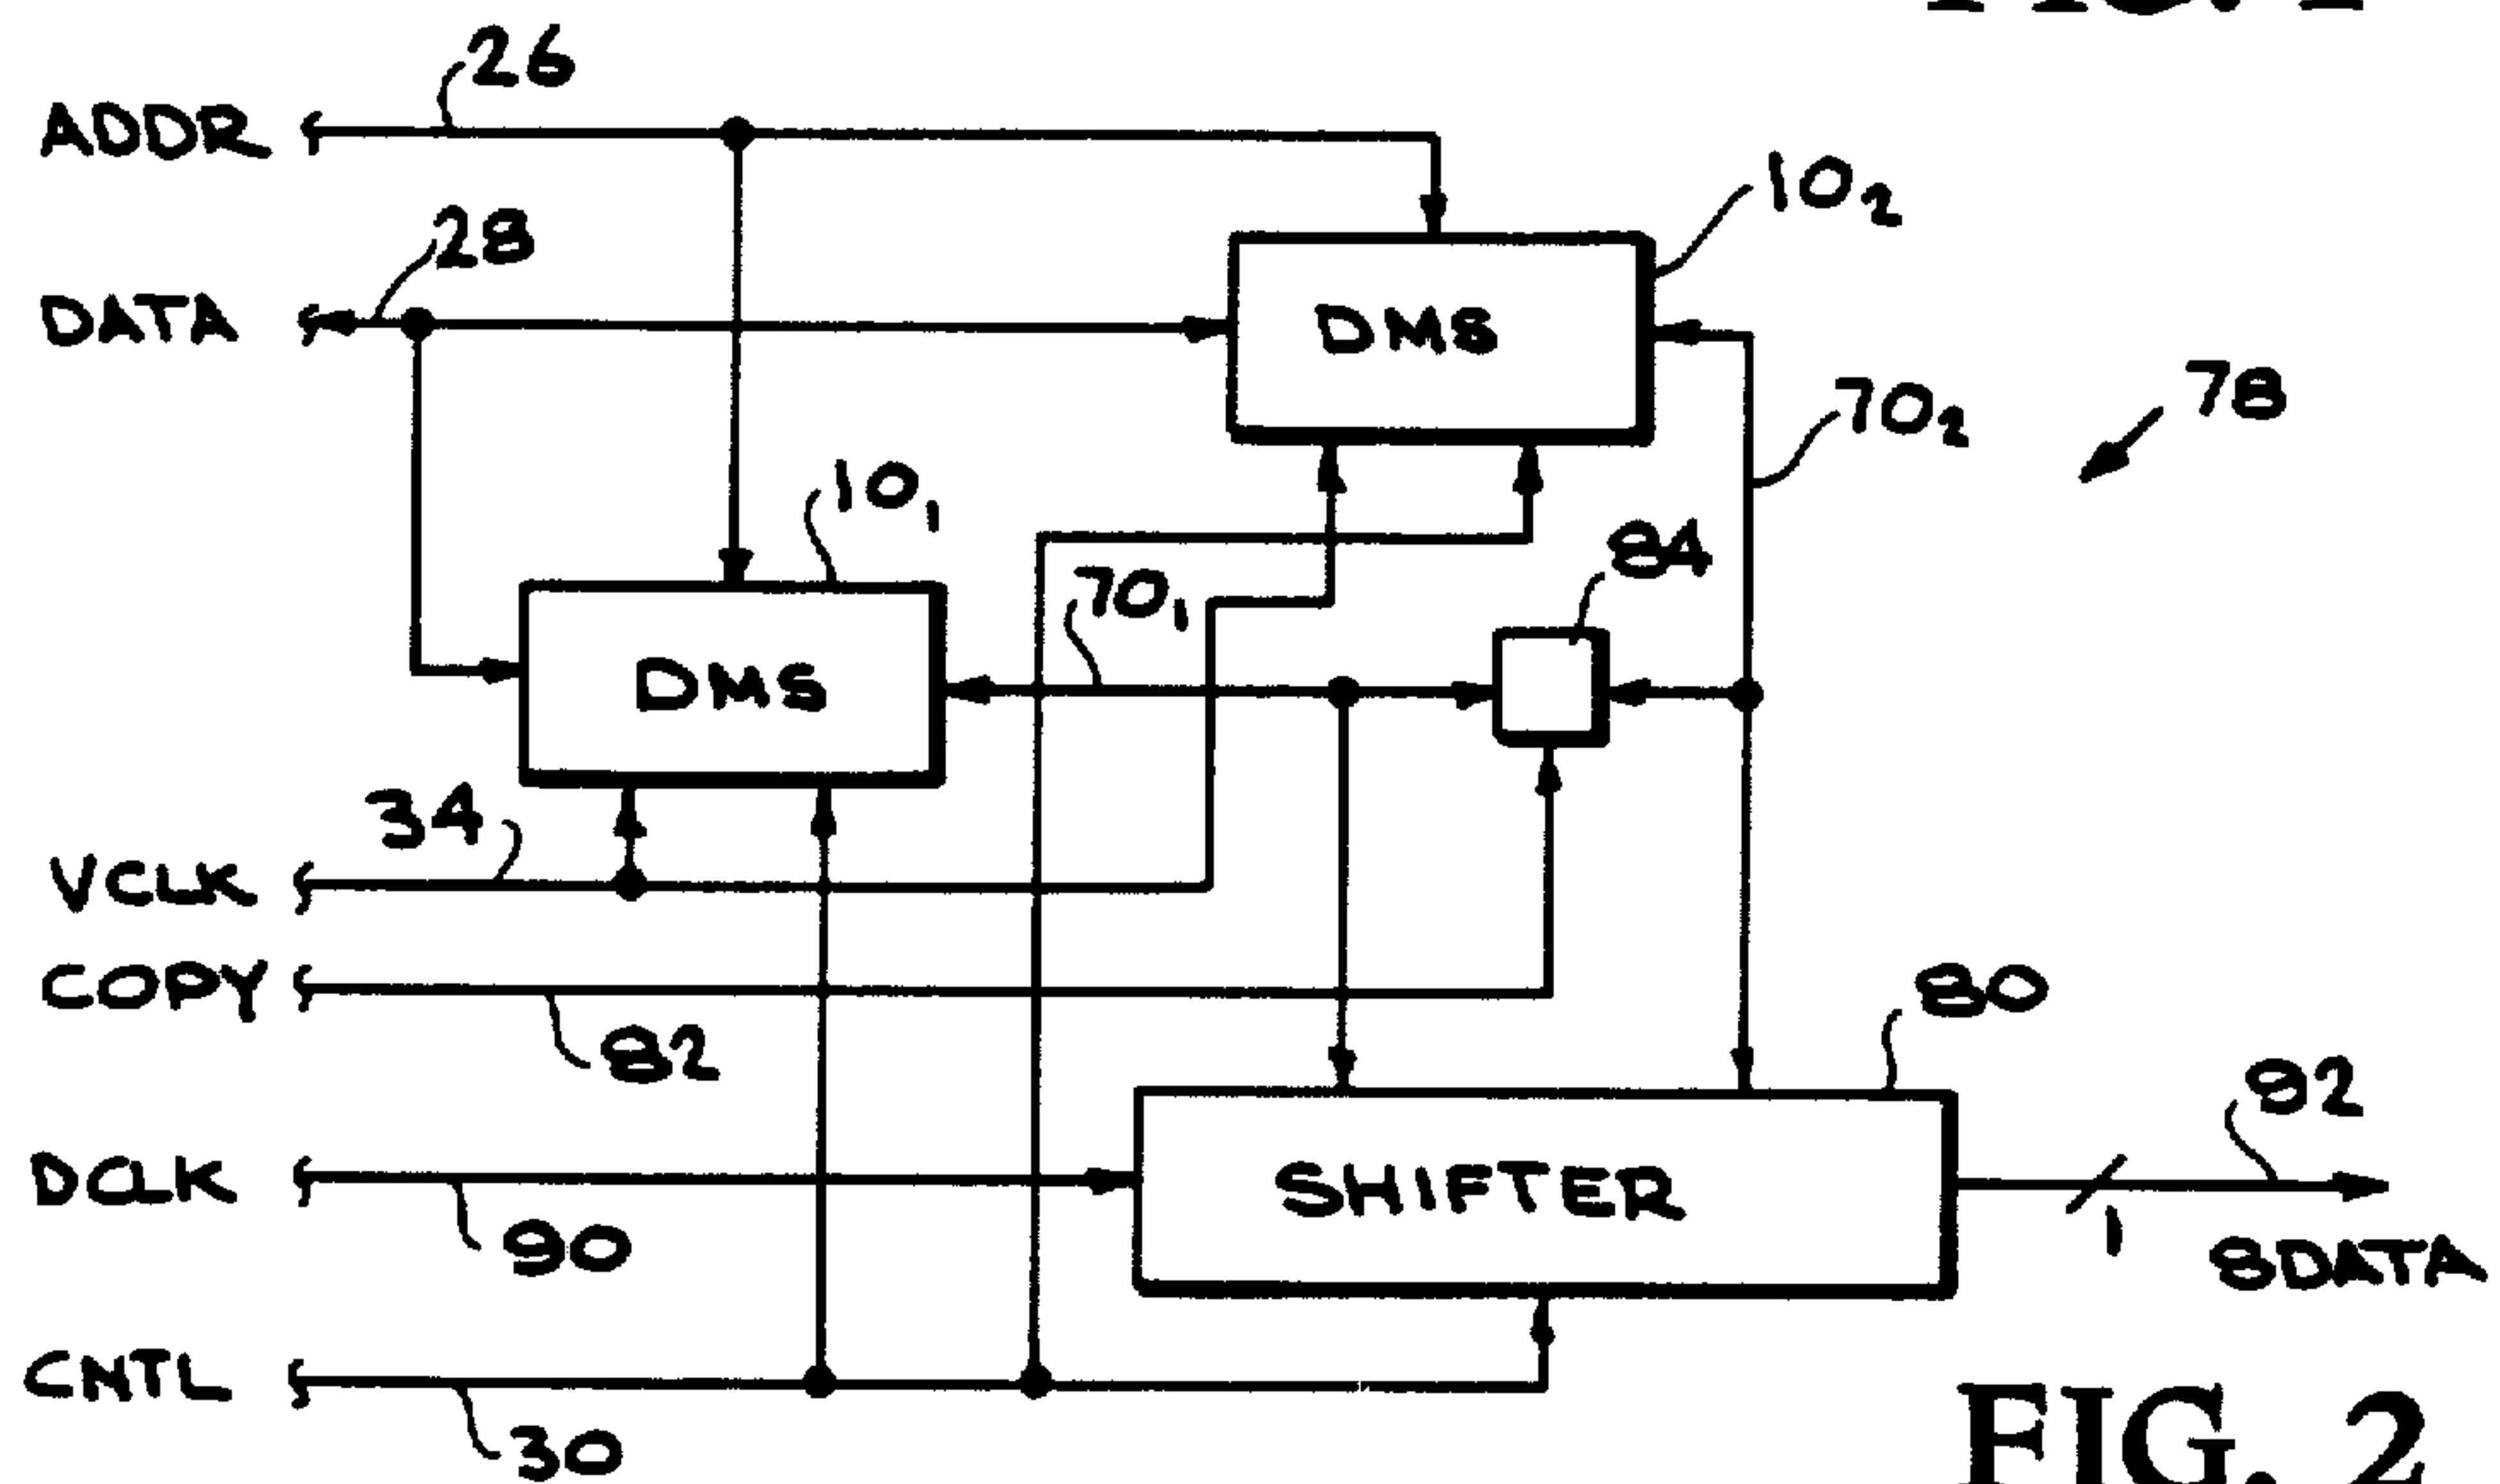 26
ADDR
10₂
28
DATA
DMS
78
70₂
10₁
84
70₁
DMS
34
VCLK
COPY
80
82
92
DCLK
SHIFTER
1
SDATA
90
CNTL
30
FIG. 2